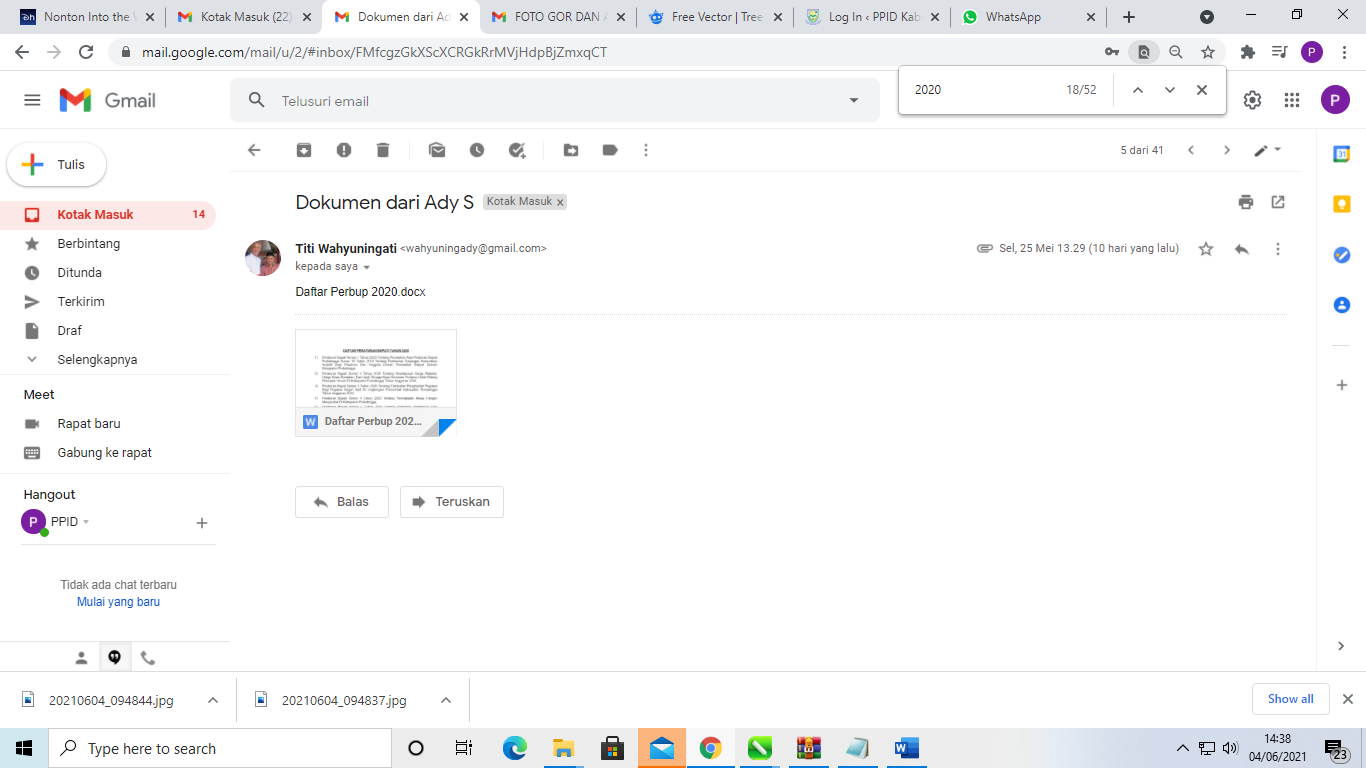 Nonton Into the W
Kotak Masuk (22)
Dokumen dari Ad
FOTO GOR DAN A
Free Vector | Tree
Log In ‹ PPID Kab
WhatsApp
mail.google.com/mail/u/2/#inbox/FMfcgzGkXScXCRGkRrMVjHdpBjZmxqCT
2020
18/52
Gmail
Telusuri email
P
P
Tulis
5 dari 41
Kotak Masuk
14
Berbintang
Ditunda
Terkirim
Draf
Selengkapnya
Meet
Rapat baru
Gabung ke rapat
Hangout
P PPID
Tidak ada chat terbaru
Mulai yang baru
Dokumen dari Ady S
Kotak Masuk x
Titi Wahyuningati <wahyuningady@gmail.com>
Sel, 25 Mei 13.29 (10 hari yang lalu)
kepada saya
Daftar Perbup 2020.docx
DAFTAR PERATURAN BUPATI TAHUN 2020
W Daftar Perbup 202...
Balas
Teruskan
20210604_094844.jpg
20210604_094837.jpg
Show all
Type here to search
14:38
04/06/2021
23